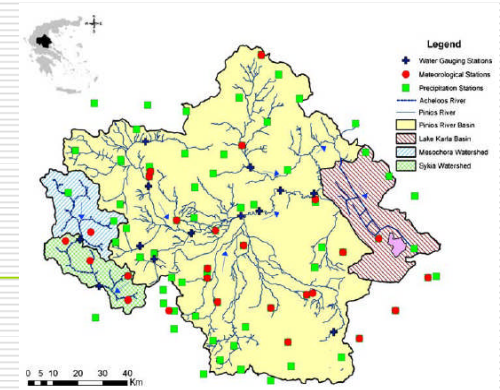 Legend
Water Gauging Stations
Meteorological Stations
Precipitation Stations
Acheloos River
Pinios River
Pinios River Basin
Lake Karla Basin
Mesochora Watershed
Sykia Watershed
0 5 10 20 30 40
Km